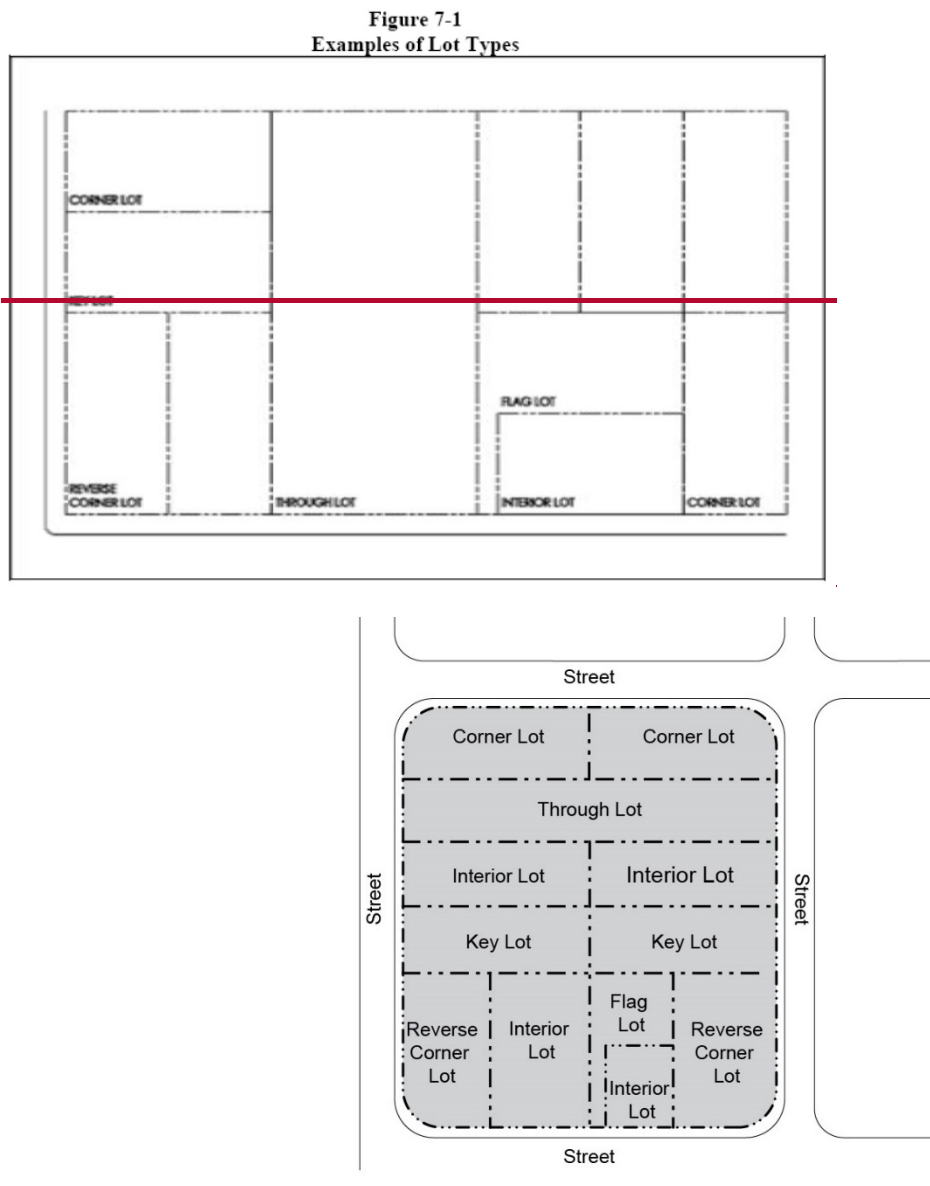 Figure 7-1
Examples of Lot Types
CORNER LOT
KEY LOT
FLAG LOT
REVERSE
CORNER LOT
THROUGH LOT
INTERIOR LOT
CORNER LOT
Street
Corner Lot
Corner Lot
Through Lot
Interior Lot
Interior Lot
Street
Street
Key Lot
Key Lot
Flag
Lot
Reverse
Corner
Lot
Interior
Lot
Reverse
Corner
Lot
Interior
Lot
Street